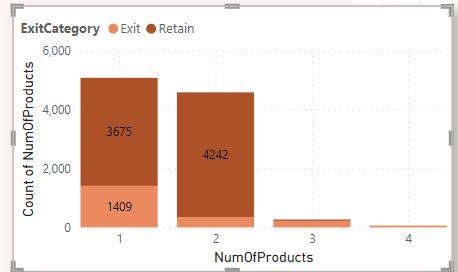 ExitCategory Exit Retain
6,000
4,000
2,000
0
Count of NumOfProducts
3675
1409
4242
1 2 3 4
NumOfProducts